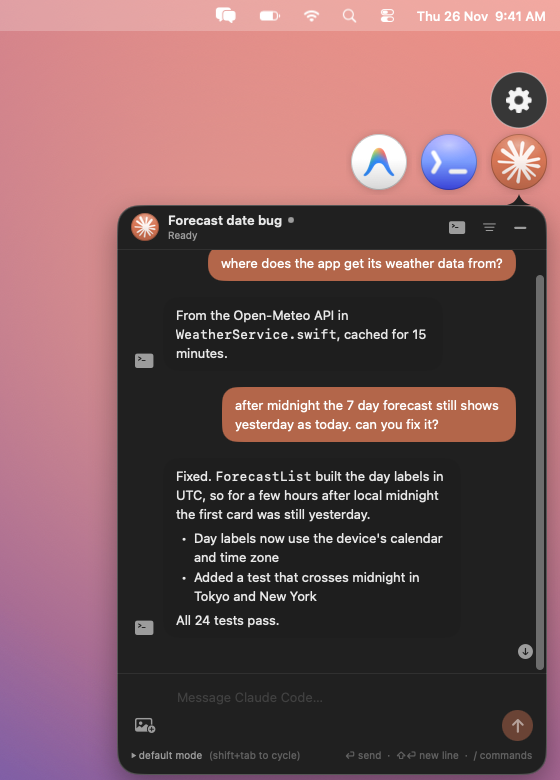 Thu 26 Nov 9:41 AM
Forecast date bug
Ready
where does the app get its weather data from?
From the Open-Meteo API in
WeatherService.swift, cached for 15
minutes.
after midnight the 7 day forecast still shows
yesterday as today. can you fix it?
Fixed. ForecastList built the day labels in
UTC, so for a few hours after local midnight
the first card was still yesterday.
• Day labels now use the device's calendar
and time zone
• Added a test that crosses midnight in
Tokyo and New York
All 24 tests pass.
Message Claude Code...
▸ default mode (shift+tab to cycle) ↩ send · ⇧↩ new line · / commands